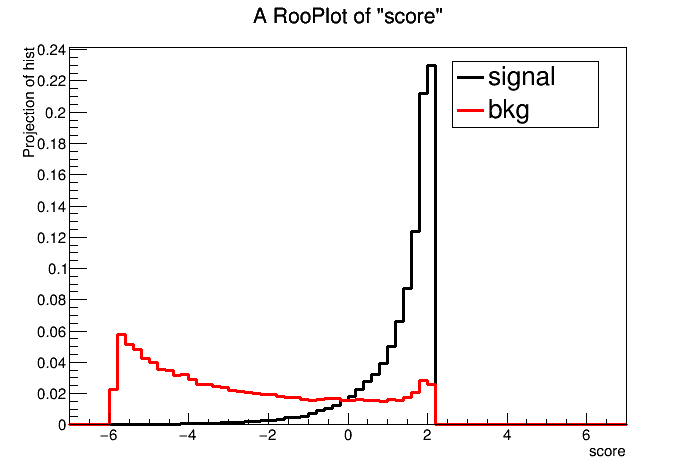 A RooPlot of "score"
Projection of hist
0.24
0.22
0.2
0.18
0.16
0.14
0.12
0.1
0.08
0.06
0.04
0.02
0
signal
bkg
−6 −4 −2 0 2 4 6
score